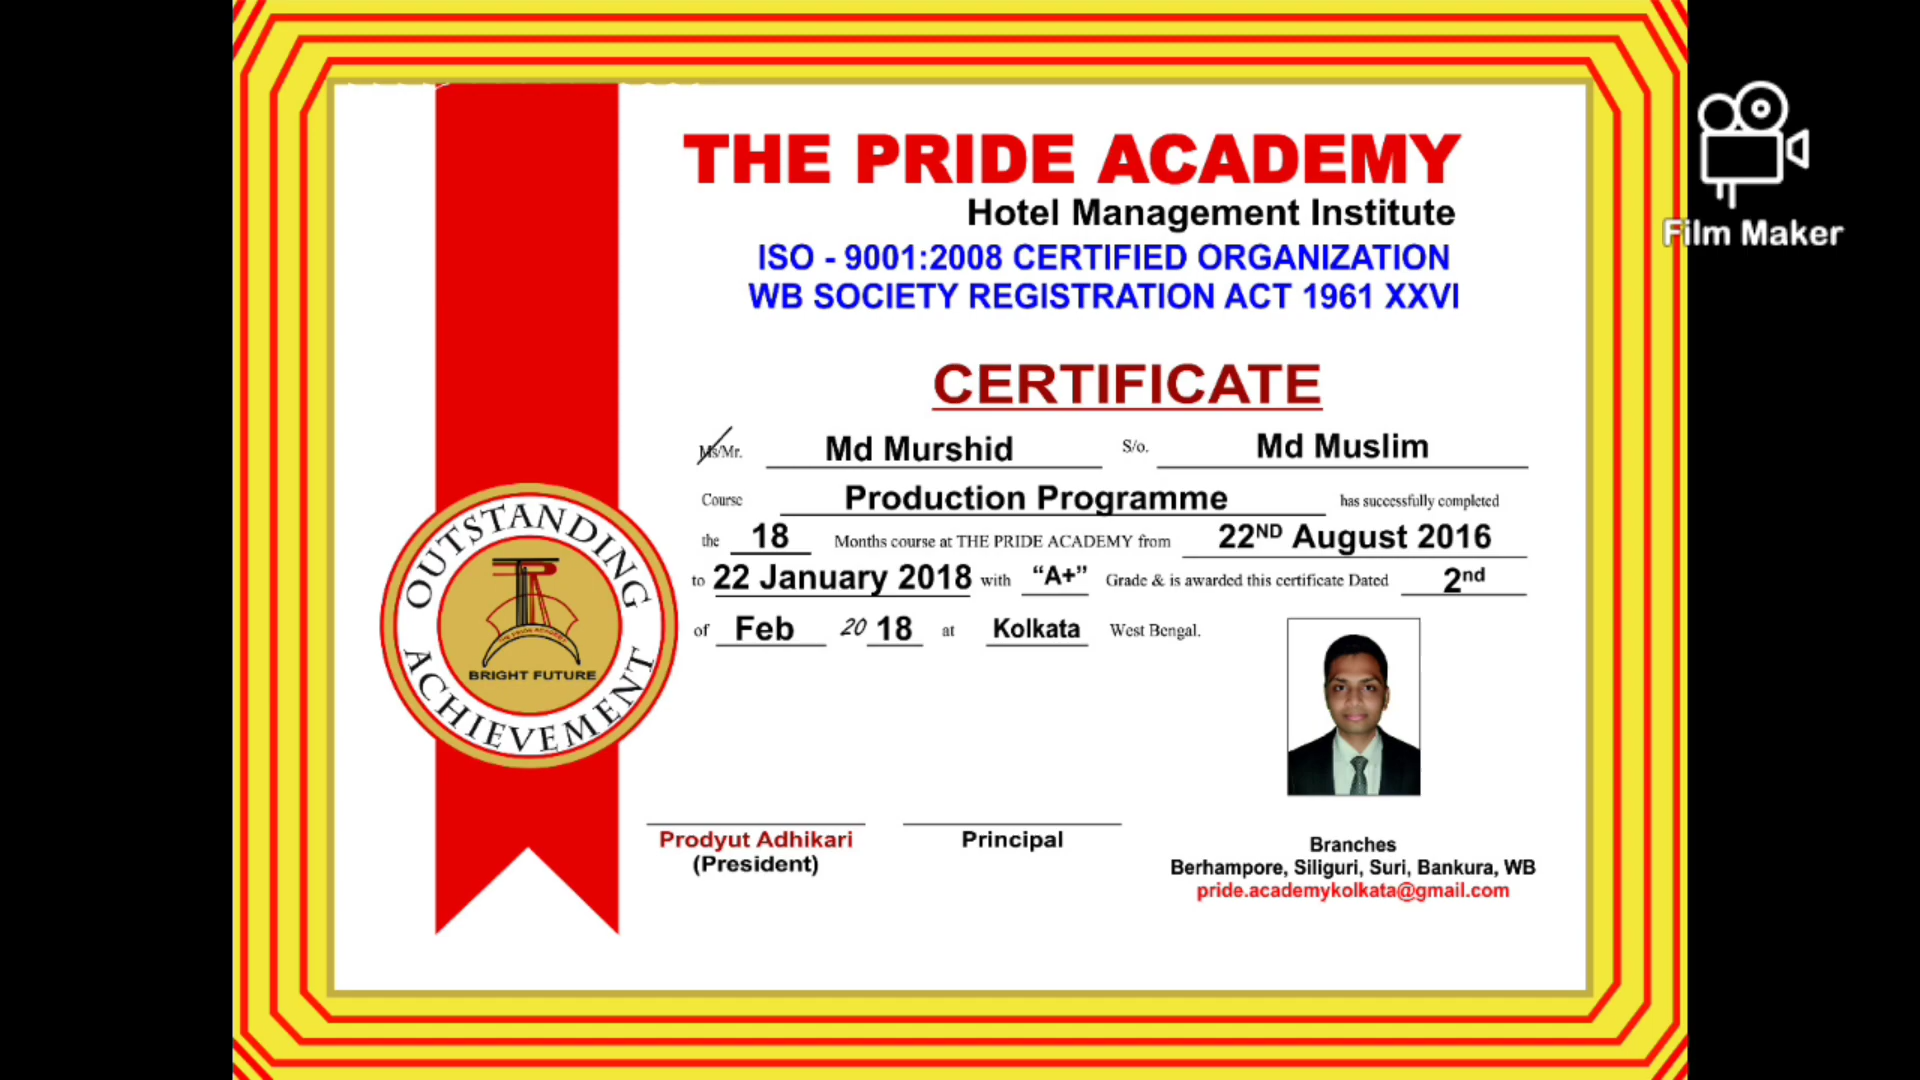 THE PRIDE ACADEMY
Hotel Management Institute
ISO - 9001:2008 CERTIFIED ORGANIZATION
WB SOCIETY REGISTRATION ACT 1961 XXVI
Film Maker
CERTIFICATE
Ms/Mr. Md Murshid S/o. Md Muslim
Course Production Programme has successfully completed
the 18 Months course at THE PRIDE ACADEMY from 22ND August 2016
to 22 January 2018 with “A+” Grade & is awarded this certificate Dated 2nd
of Feb 20 18 at Kolkata West Bengal.
OUTSTANDING
THE PRIDE ACADEMY
BRIGHT FUTURE
ACHIEVEMENT
Prodyut Adhikari
(President)
Principal
Branches
Berhampore, Siliguri, Suri, Bankura, WB
pride.academykolkata@gmail.com